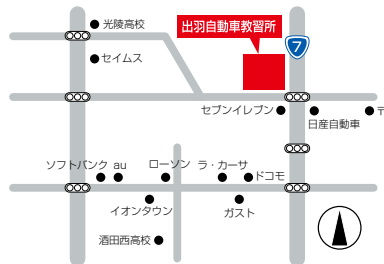 光陵高校
出羽自動車教習所
7
セイムス
セブンイレブン
日産自動車
〒
ソフトバンク
au
ローソン
ラ・カーサ
ドコモ
イオンタウン
ガスト
酒田西高校